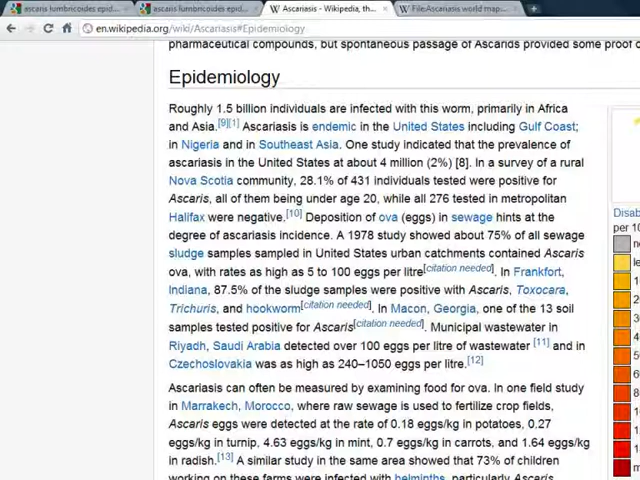 ascaris lumbricoides epid...
ascaris lumbricoides epid...
Ascariasis - Wikipedia, th...
File:Ascariasis world map...
en.wikipedia.org/wiki/Ascariasis#Epidemiology
pharmaceutical compounds, but spontaneous passage of Ascarids provided some proof
Epidemiology
Roughly 1.5 billion individuals are infected with this worm, primarily in Africa
and Asia.[9][1] Ascariasis is endemic in the United States including Gulf Coast;
in Nigeria and in Southeast Asia. One study indicated that the prevalence of
ascariasis in the United States at about 4 million (2%) [8]. In a survey of a rural
Nova Scotia community, 28.1% of 431 individuals tested were positive for
Ascaris, all of them being under age 20, while all 276 tested in metropolitan
Halifax were negative.[10] Deposition of ova (eggs) in sewage hints at the
degree of ascariasis incidence. A 1978 study showed about 75% of all sewage
sludge samples sampled in United States urban catchments contained Ascaris
ova, with rates as high as 5 to 100 eggs per litre[citation needed]. In Frankfort,
Indiana, 87.5% of the sludge samples were positive with Ascaris, Toxocara,
Trichuris, and hookworm[citation needed]. In Macon, Georgia, one of the 13 soil
samples tested positive for Ascaris[citation needed]. Municipal wastewater in
Riyadh, Saudi Arabia detected over 100 eggs per litre of wastewater [11] and in
Czechoslovakia was as high as 240–1050 eggs per litre.[12]
Ascariasis can often be measured by examining food for ova. In one field study
in Marrakech, Morocco, where raw sewage is used to fertilize crop fields,
Ascaris eggs were detected at the rate of 0.18 eggs/kg in potatoes, 0.27
eggs/kg in turnip, 4.63 eggs/kg in mint, 0.7 eggs/kg in carrots, and 1.64 eggs/kg
in radish.[13] A similar study in the same area showed that 73% of children
working on these farms were infected with helminths, particularly Ascaris
Disab
per 10
n
le
1